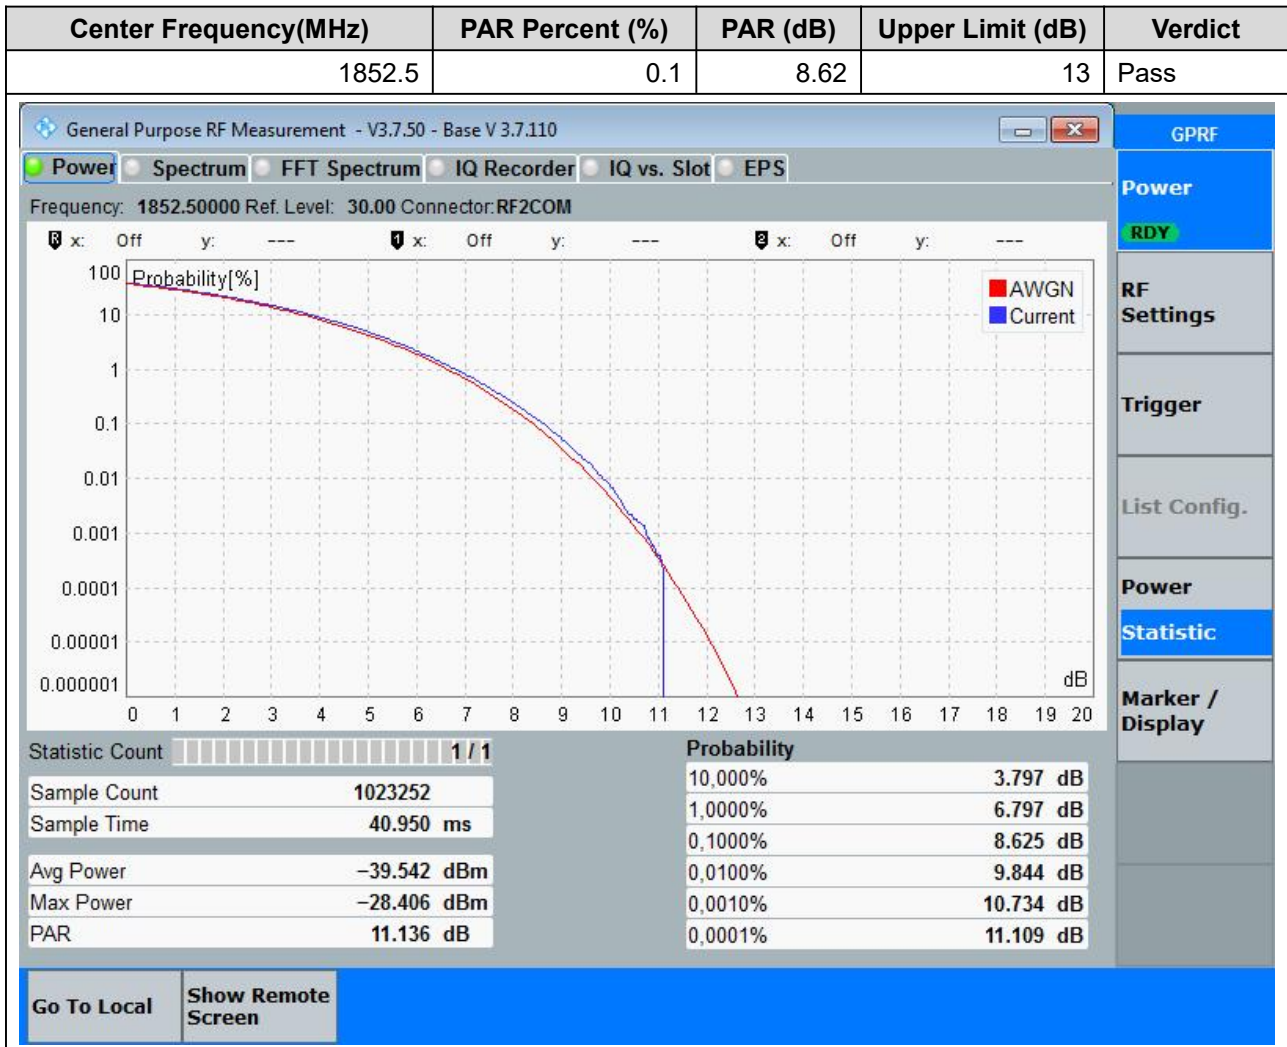 Center Frequency(MHz) PAR Percent (%) PAR (dB) Upper Limit (dB) Verdict
1852.5 0.1 8.62 13 Pass
General Purpose RF Measurement - V3.7.50 - Base V 3.7.110
GPRF
Power Spectrum FFT Spectrum IQ Recorder IQ vs. Slot EPS
Frequency: 1852.50000 Ref. Level: 30.00 Connector:RF2COM
R x: Off y: --- 1 x: Off y: --- 2 x: Off y: ---
Power
RDY
RF
Settings
Trigger
List Config.
Power
Statistic
Marker /
Display
Probability[%]
AWGN
Current
100
10
1
0.1
0.01
0.001
0.0001
0.00001
0.000001
dB
0 1 2 3 4 5 6 7 8 9 10 11 12 13 14 15 16 17 18 19 20
Statistic Count 1 / 1
Sample Count 1023252
Sample Time 40.950 ms
Avg Power −39.542 dBm
Max Power −28.406 dBm
PAR 11.136 dB
Probability
10,000% 3.797 dB
1,0000% 6.797 dB
0,1000% 8.625 dB
0,0100% 9.844 dB
0,0010% 10.734 dB
0,0001% 11.109 dB
Go To Local
Show Remote
Screen